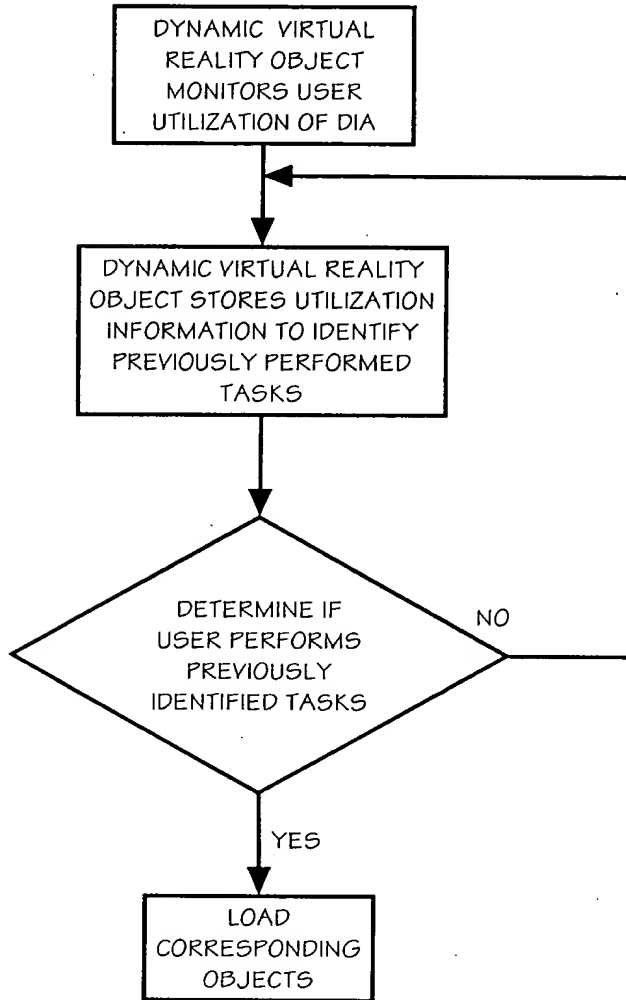 DYNAMIC VIRTUAL
REALITY OBJECT
MONITORS USER
UTILIZATION OF DIA
DYNAMIC VIRTUAL REALITY
OBJECT STORES UTILIZATION
INFORMATION TO IDENTIFY
PREVIOUSLY PERFORMED
TASKS
DETERMINE IF
USER PERFORMS
PREVIOUSLY
IDENTIFIED TASKS
NO
YES
LOAD
CORRESPONDING
OBJECTS